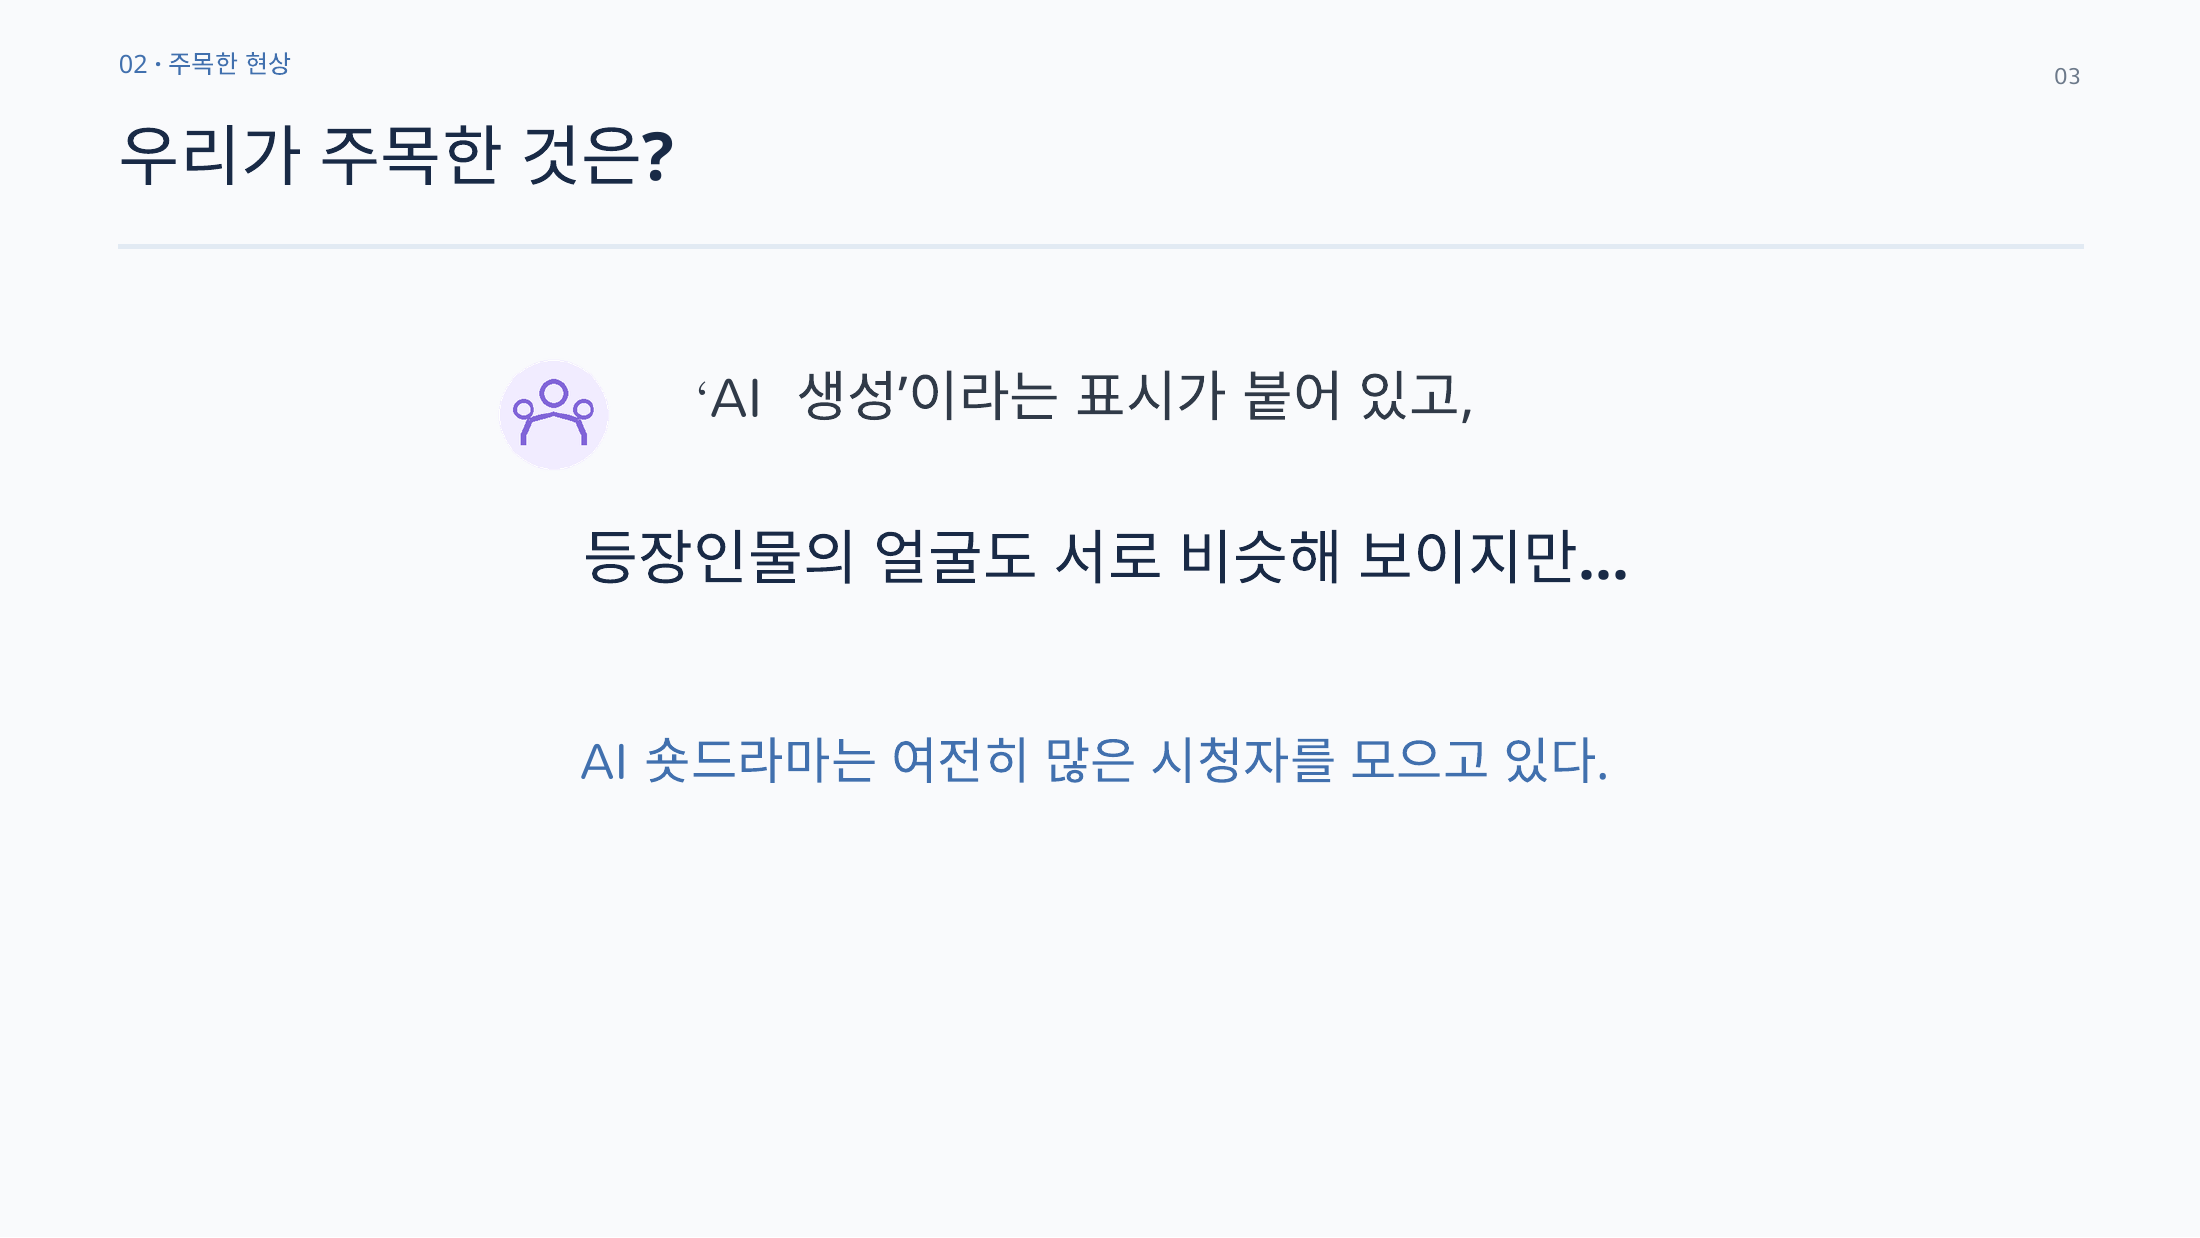 02 · 주목한 현상
03
우리가 주목한 것은?
‘AI 생성’이라는 표시가 붙어 있고,
등장인물의 얼굴도 서로 비슷해 보이지만...
AI 숏드라마는 여전히 많은 시청자를 모으고 있다.